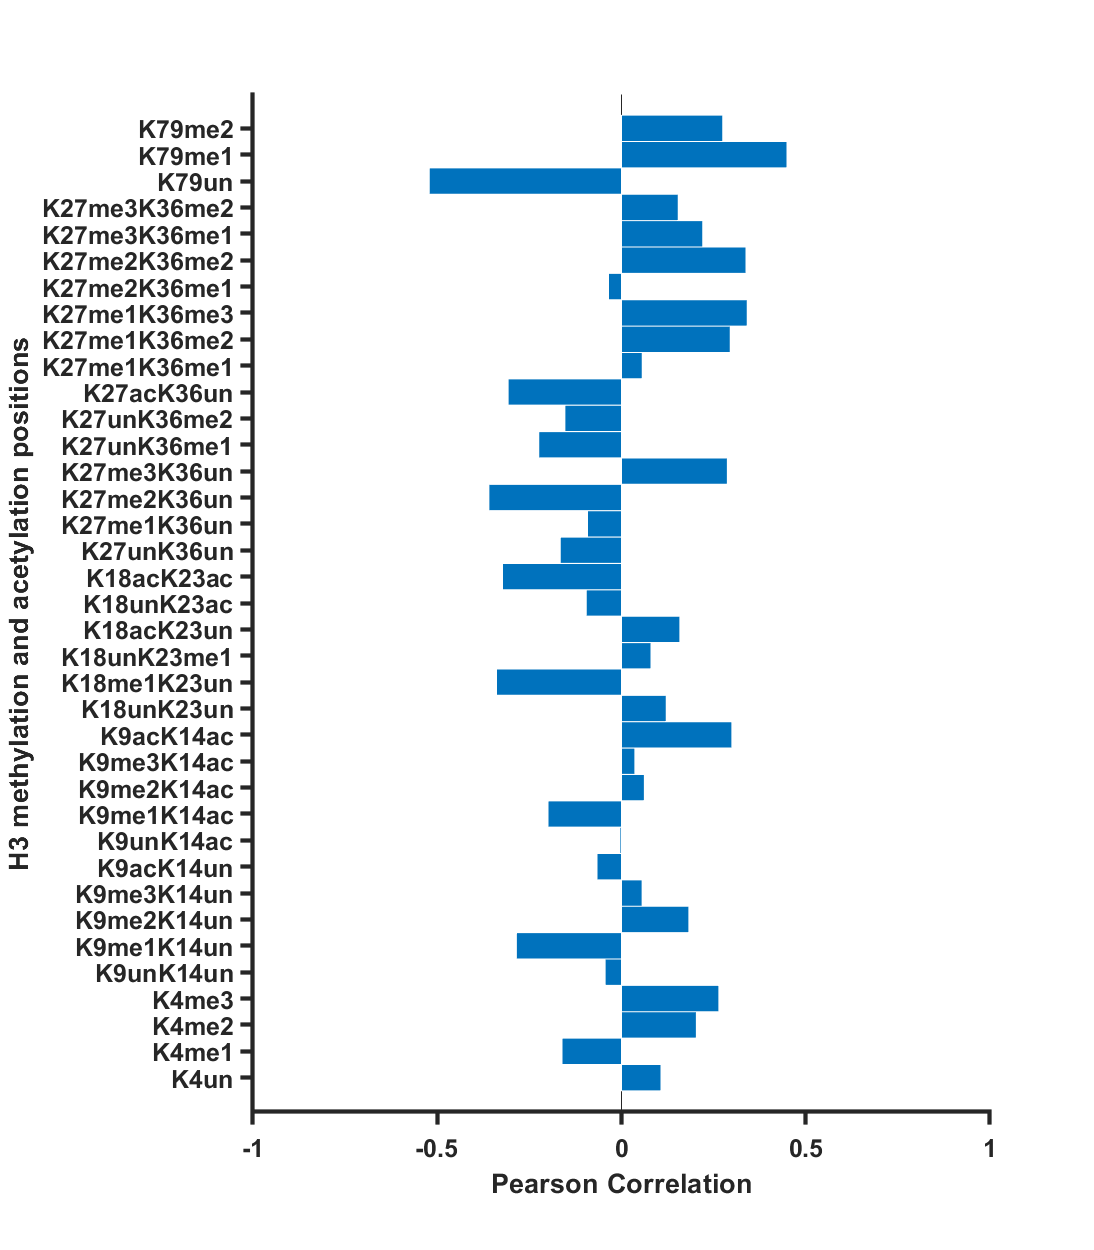 K79me2
K79me1
K79un
K27me3K36me2
K27me3K36me1
K27me2K36me2
K27me2K36me1
K27me1K36me3
K27me1K36me2
K27me1K36me1
K27acK36un
K27unK36me2
K27unK36me1
K27me3K36un
K27me2K36un
K27me1K36un
K27unK36un
K18acK23ac
K18unK23ac
K18acK23un
K18unK23me1
K18me1K23un
K18unK23un
K9acK14ac
K9me3K14ac
K9me2K14ac
K9me1K14ac
K9unK14ac
K9acK14un
K9me3K14un
K9me2K14un
K9me1K14un
K9unK14un
K4me3
K4me2
K4me1
K4un
H3 methylation and acetylation positions
-1 -0.5 0 0.5 1
Pearson Correlation